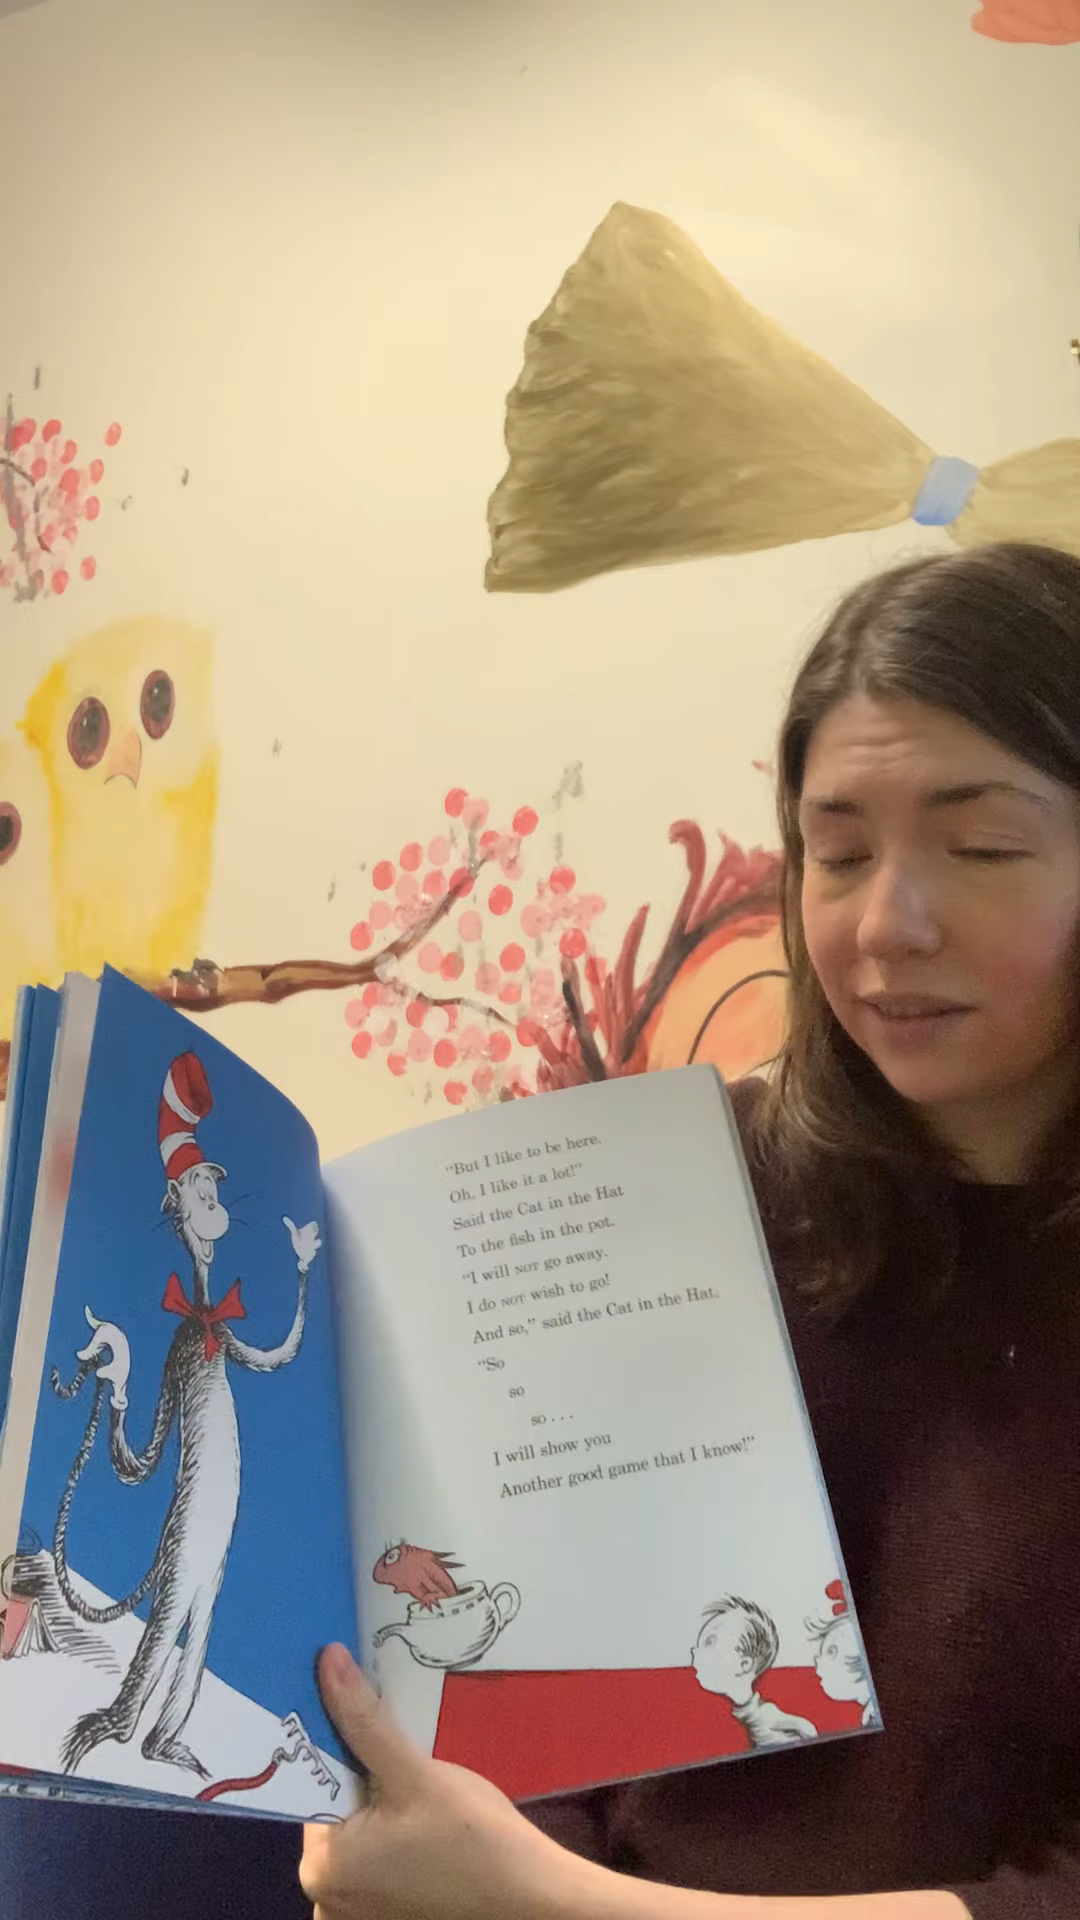 “But I like to be here.
Oh, I like it a lot!”
Said the Cat in the Hat
To the fish in the pot.
“I will NOT go away.
I do NOT wish to go!
And so,” said the Cat in the Hat,
“So
so
so . . .
I will show you
Another good game that I know!”